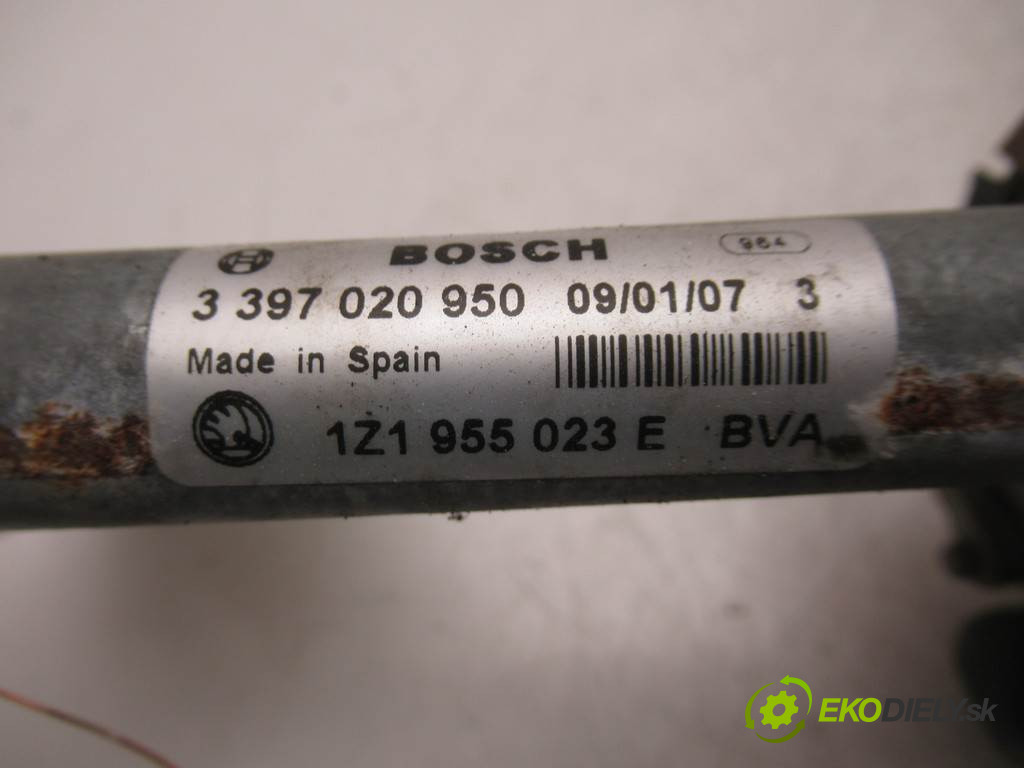 BOSCH 964
3 397 020 950 09/01/07 3
Made in Spain
1Z1 955 023 E BVA
EKODIELY.sk